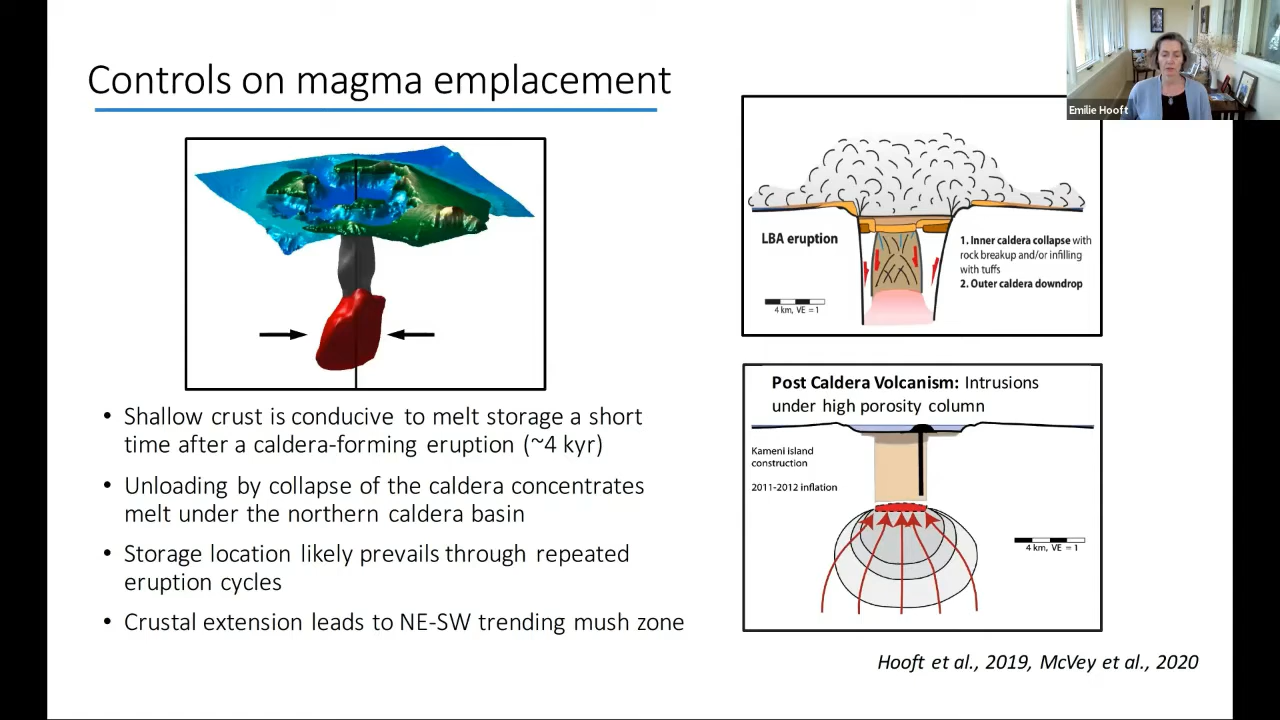 Controls on magma emplacement
Emilie Hooft
LBA eruption
1. Inner caldera collapse with
rock breakup and/or infilling
with tuffs
2. Outer caldera downdrop
4 km, VE = 1
• Shallow crust is conducive to melt storage a short
time after a caldera-forming eruption (~4 kyr)
• Unloading by collapse of the caldera concentrates
melt under the northern caldera basin
• Storage location likely prevails through repeated
eruption cycles
• Crustal extension leads to NE-SW trending mush zone
Post Caldera Volcanism: Intrusions
under high porosity column
Kameni island
construction
2011-2012 inflation
4 km, VE = 1
Hooft et al., 2019, McVey et al., 2020